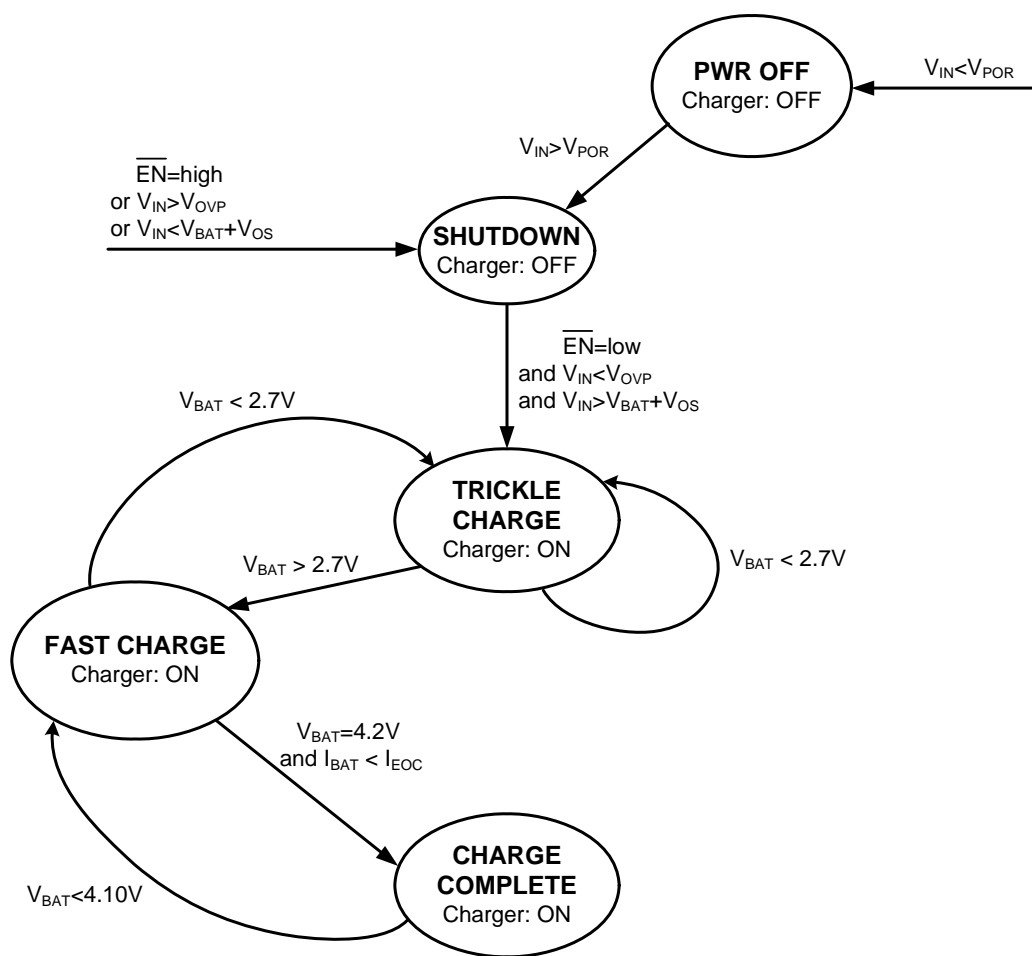 PWR OFF
Charger: OFF
V_IN<V_POR
V_IN>V_POR
E̅N̅=high
or V_IN>V_OVP
or V_IN<V_BAT+V_OS
SHUTDOWN
Charger: OFF
E̅N̅=low
and V_IN<V_OVP
and V_IN>V_BAT+V_OS
V_BAT < 2.7V
TRICKLE
CHARGE
Charger: ON
V_BAT < 2.7V
V_BAT > 2.7V
FAST CHARGE
Charger: ON
V_BAT=4.2V
and I_BAT < I_EOC
CHARGE
COMPLETE
Charger: ON
V_BAT<4.10V